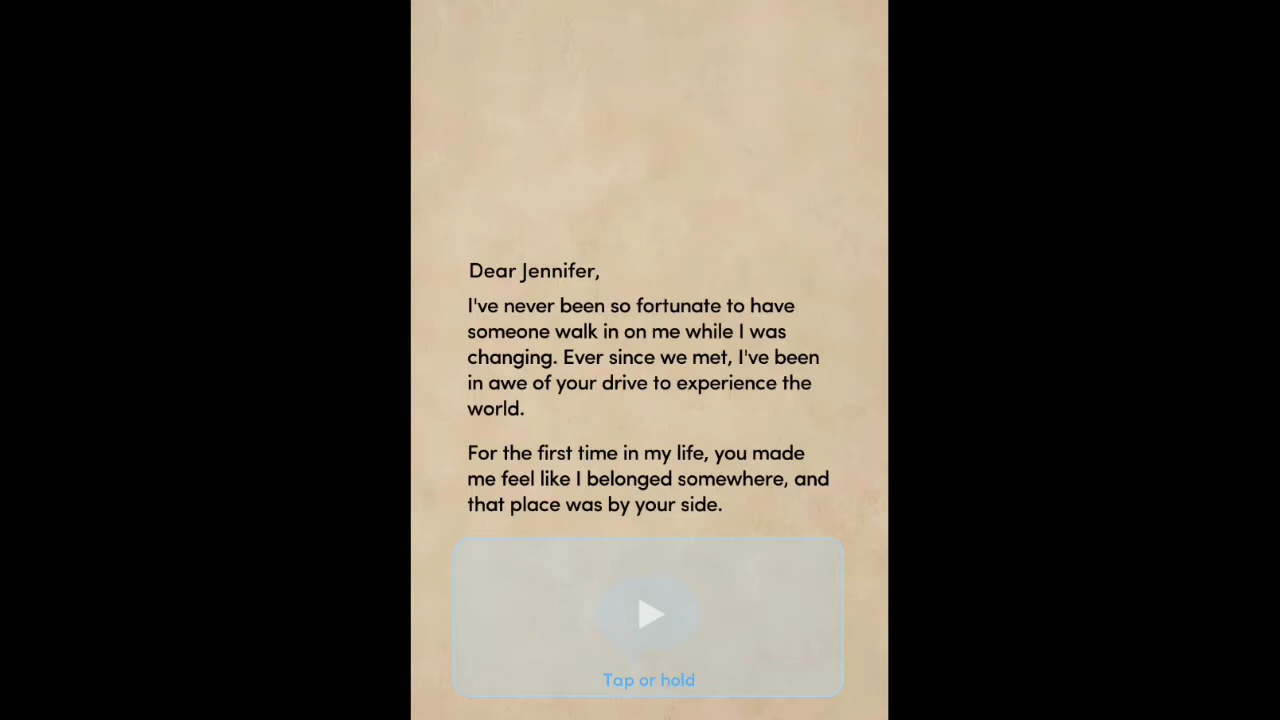 Dear Jennifer,
I've never been so fortunate to have
someone walk in on me while I was
changing. Ever since we met, I've been
in awe of your drive to experience the
world.
For the first time in my life, you made
me feel like I belonged somewhere, and
that place was by your side.
Tap or hold